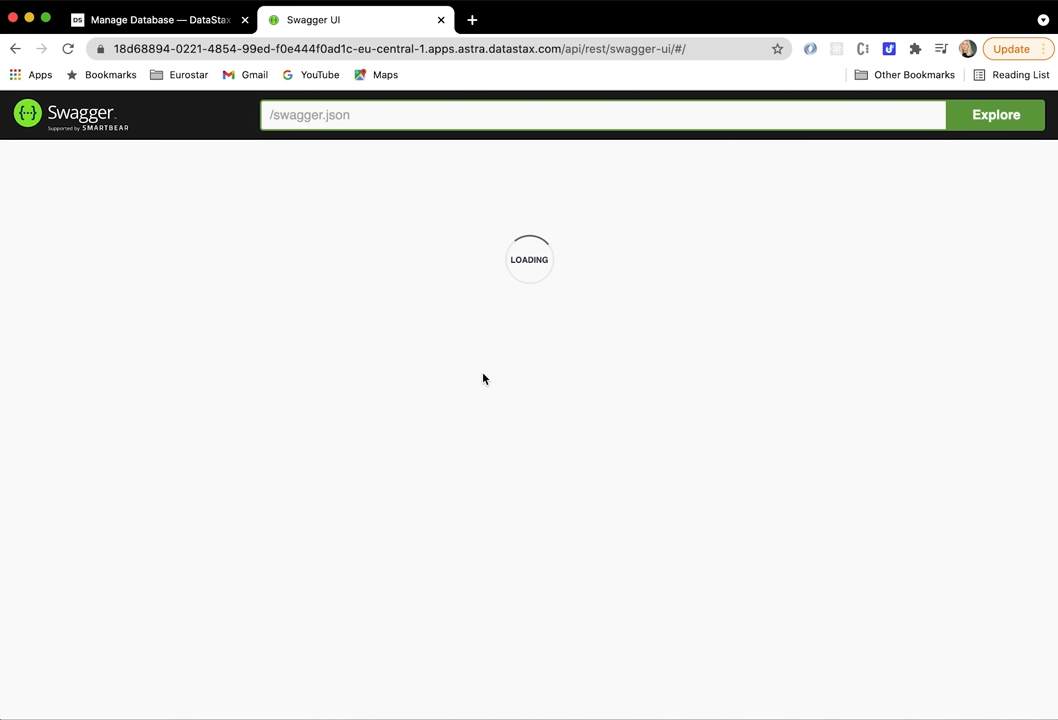 DS Manage Database — DataStax
Swagger UI
18d68894-0221-4854-99ed-f0e444f0ad1c-eu-central-1.apps.astra.datastax.com/api/rest/swagger-ui/#/
Update
Apps Bookmarks Eurostar Gmail YouTube Maps Other Bookmarks Reading List
Swagger
Supported by SMARTBEAR
/swagger.json
Explore
LOADING